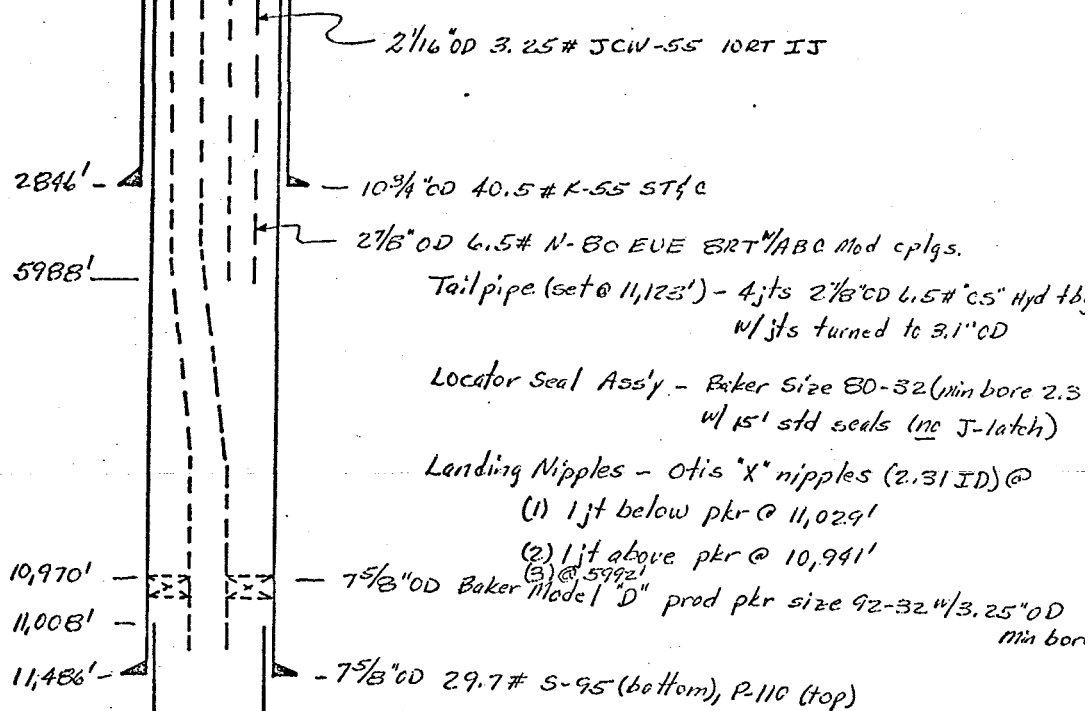 2 1/16" OD 3.25# JCW-55 10RT IJ
2846'
10 3/4" OD 40.5# K-55 ST&C
2 7/8" OD 6.5# N-80 EUE 8RT w/ABC Mod cplgs.
5988'
Tailpipe (set @ 11,123') - 4 jts 2 7/8" OD 6.5# "CS" Hyd tbg
w/ jts turned to 3.1" OD
Locator Seal Ass'y - Baker Size 80-32 (min bore 2.3
w/ 15' std seals (no J-latch)
Landing Nipples - Otis "X" nipples (2.31 ID) @
(1) 1 jt below pkr @ 11,029'
(2) 1 jt above pkr @ 10,941'
(3) @ 5992'
10,970'
7 5/8" OD Baker Model "D" prod pkr size 92-32 w/3.25" OD
min bore
11,008'
11,486'
7 5/8" OD 29.7# S-95 (bottom), P-110 (top)